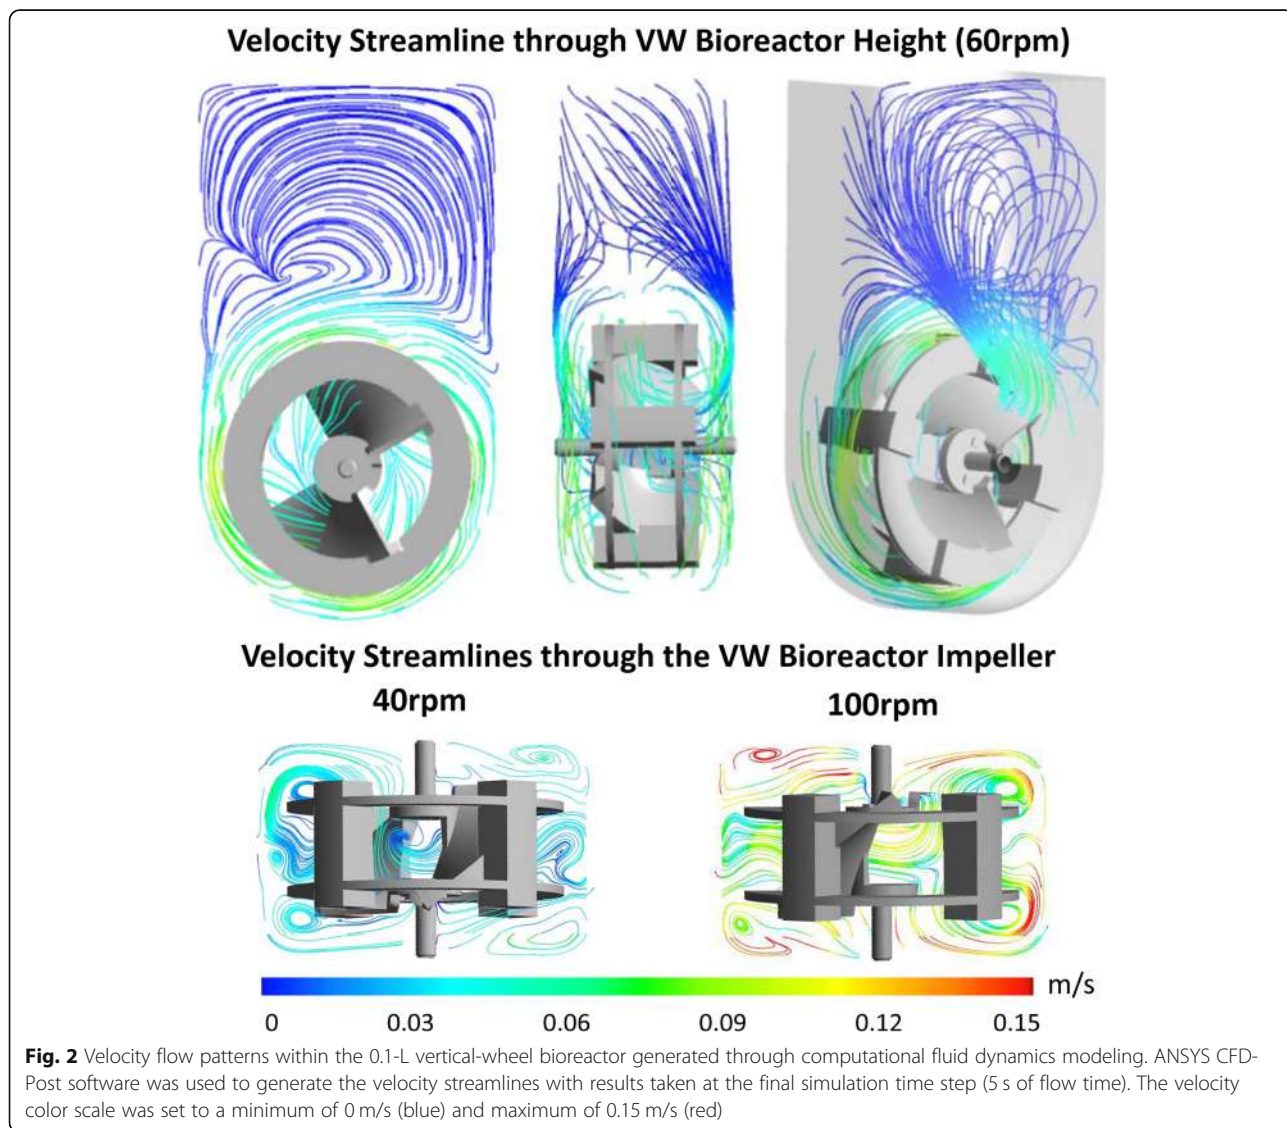 Velocity Streamline through VW Bioreactor Height (60rpm)
Velocity Streamlines through the VW Bioreactor Impeller
40rpm
100rpm
m/s
0 0.03 0.06 0.09 0.12 0.15
Fig. 2 Velocity flow patterns within the 0.1-L vertical-wheel bioreactor generated through computational fluid dynamics modeling. ANSYS CFD-
Post software was used to generate the velocity streamlines with results taken at the final simulation time step (5 s of flow time). The velocity
color scale was set to a minimum of 0 m/s (blue) and maximum of 0.15 m/s (red)